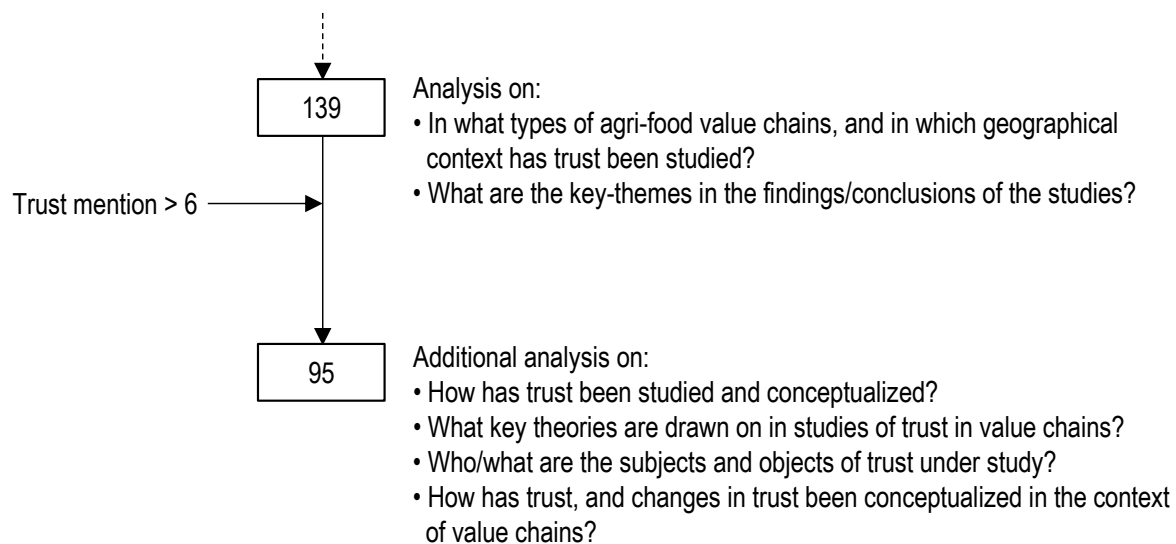 139
Analysis on:
• In what types of agri-food value chains, and in which geographical
context has trust been studied?
• What are the key-themes in the findings/conclusions of the studies?
Trust mention > 6
95
Additional analysis on:
• How has trust been studied and conceptualized?
• What key theories are drawn on in studies of trust in value chains?
• Who/what are the subjects and objects of trust under study?
• How has trust, and changes in trust been conceptualized in the context
of value chains?